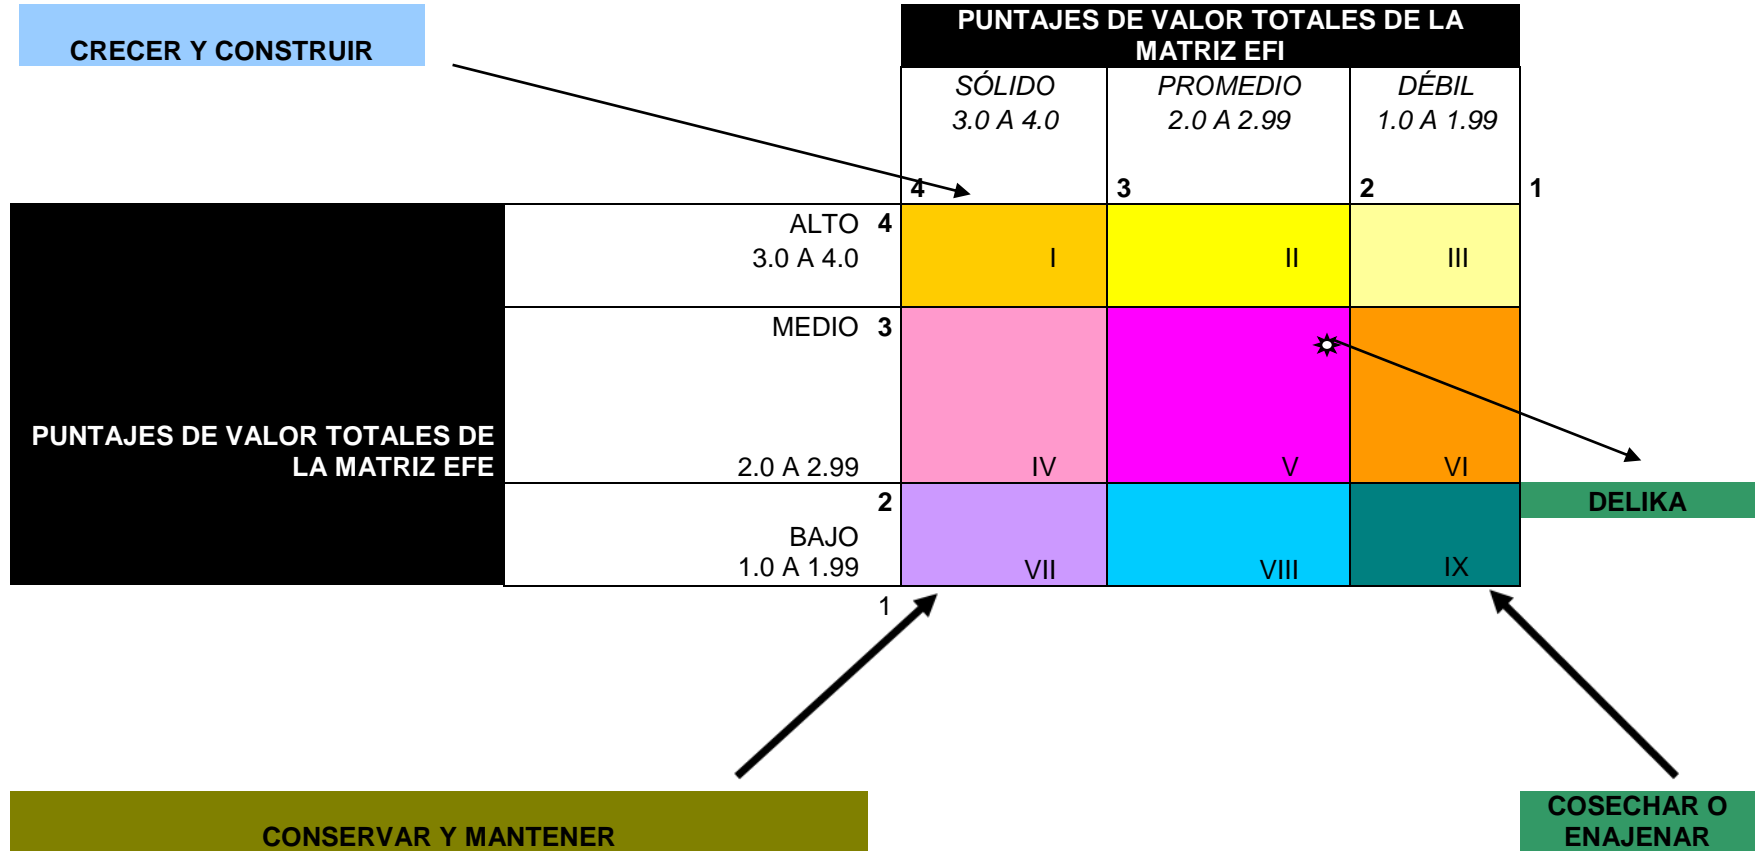 CRECER Y CONSTRUIR
PUNTAJES DE VALOR TOTALES DE LA
MATRIZ EFI
SÓLIDO PROMEDIO DÉBIL
3.0 A 4.0 2.0 A 2.99 1.0 A 1.99
4 3 2 1
ALTO 4
3.0 A 4.0 I II III
MEDIO 3
PUNTAJES DE VALOR TOTALES DE
LA MATRIZ EFE 2.0 A 2.99 IV V VI
2 DELIKA
BAJO
1.0 A 1.99 VII VIII IX
1
COSECHAR O
CONSERVAR Y MANTENER ENAJENAR